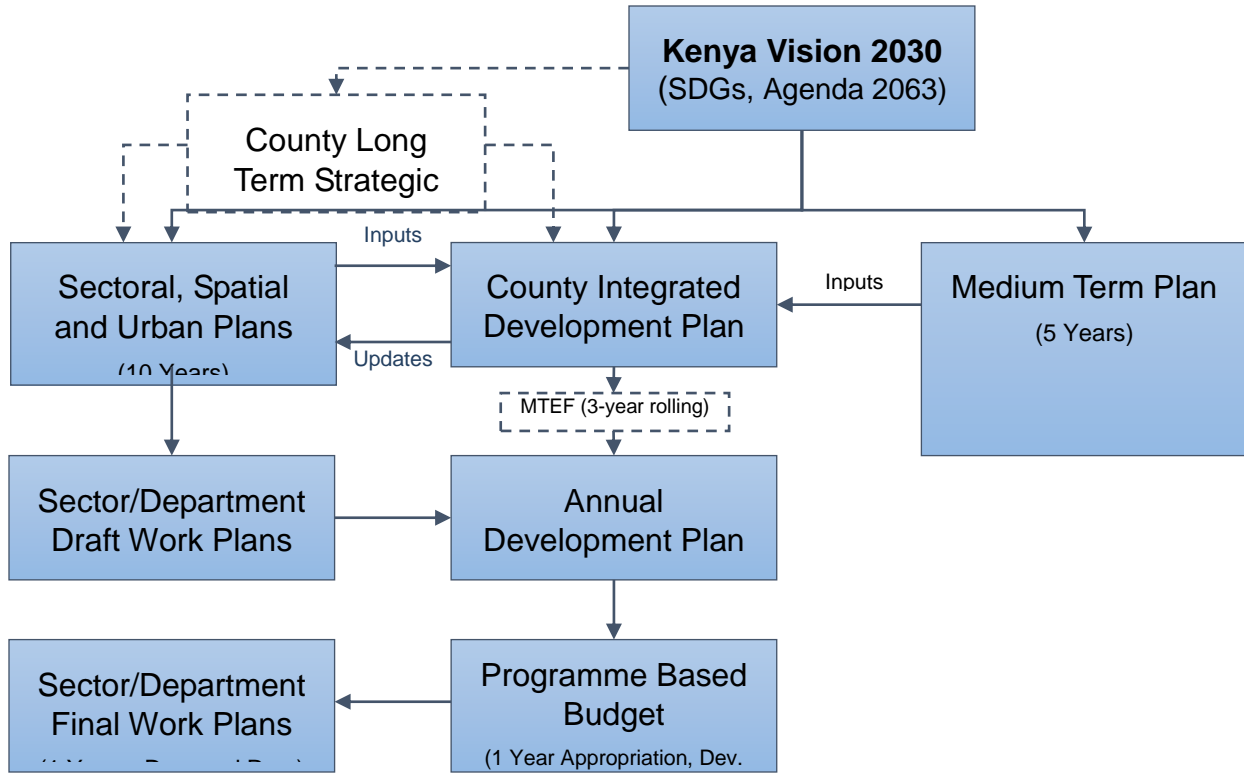 Kenya Vision 2030
(SDGs, Agenda 2063)
County Long
Term Strategic
Inputs
Sectoral, Spatial
and Urban Plans
(10 Years)
County Integrated
Development Plan
Inputs
Medium Term Plan
(5 Years)
Updates
MTEF (3-year rolling)
Sector/Department
Draft Work Plans
Annual
Development Plan
Sector/Department
Final Work Plans
Programme Based
Budget
(1 Year Appropriation, Dev.